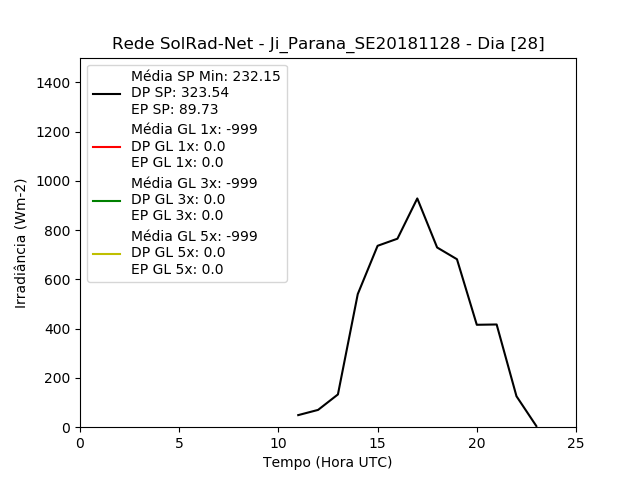 Rede SolRad-Net - Ji_Parana_SE20181128 - Dia [28]
Média SP Min: 232.15
DP SP: 323.54
EP SP: 89.73
Média GL 1x: -999
DP GL 1x: 0.0
EP GL 1x: 0.0
Média GL 3x: -999
DP GL 3x: 0.0
EP GL 3x: 0.0
Média GL 5x: -999
DP GL 5x: 0.0
EP GL 5x: 0.0
1400
1200
1000
800
600
400
200
0
Irradiância (Wm-2)
0 5 10 15 20 25
Tempo (Hora UTC)